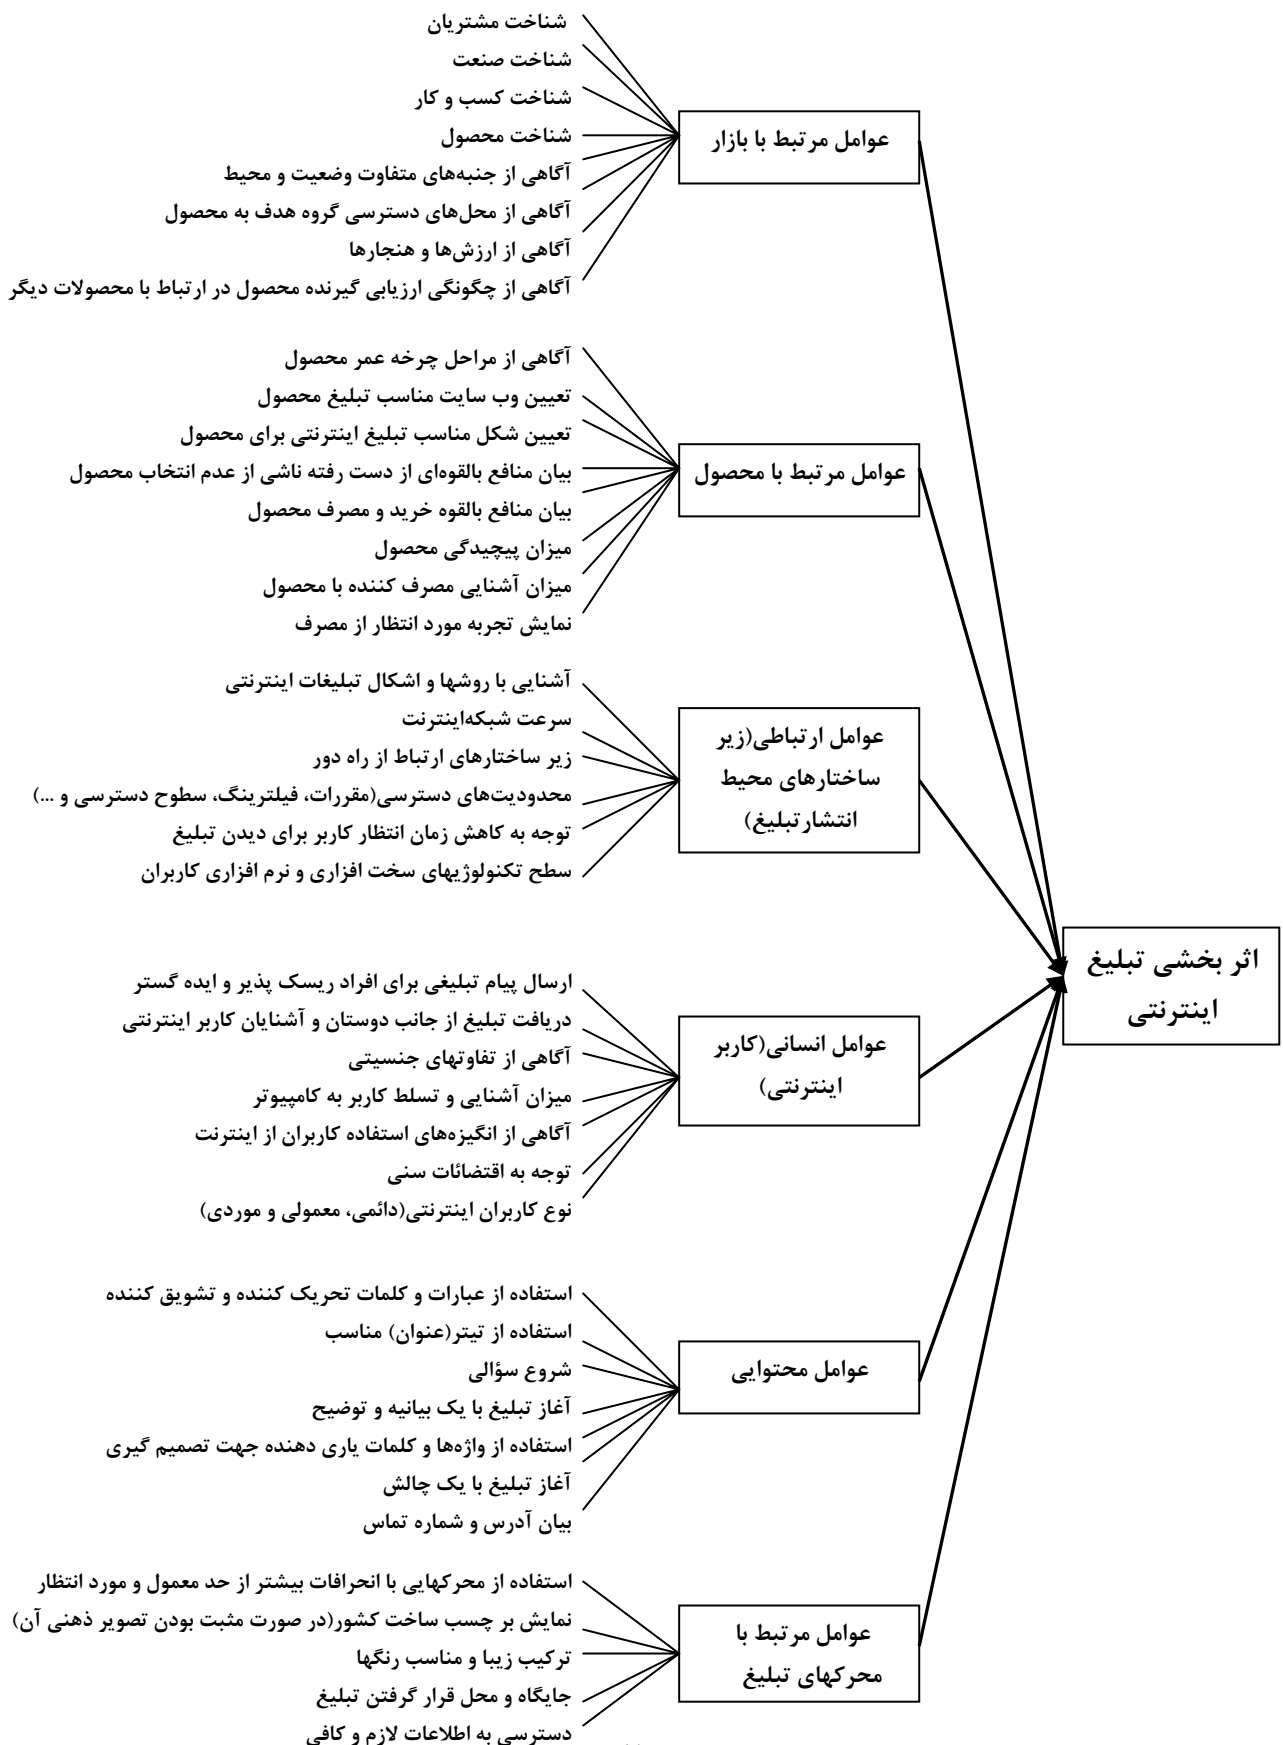 شناخت مشتریان
شناخت صنعت
شناخت کسب و کار
شناخت محصول
آگاهی از جنبه‌های متفاوت وضعیت و محیط
آگاهی از محل‌های دسترسی گروه هدف به محصول
آگاهی از ارزش‌ها و هنجارها
آگاهی از چگونگی ارزیابی گیرنده محصول در ارتباط با محصولات دیگر
عوامل مرتبط با بازار
آگاهی از مراحل چرخه عمر محصول
تعیین وب سایت مناسب تبلیغ محصول
تعیین شکل مناسب تبلیغ اینترنتی برای محصول
بیان منافع بالقوه‌ای از دست رفته ناشی از عدم انتخاب محصول
بیان منافع بالقوه خرید و مصرف محصول
میزان پیچیدگی محصول
میزان آشنایی مصرف کننده با محصول
نمایش تجربه مورد انتظار از مصرف
عوامل مرتبط با محصول
آشنایی با روشها و اشکال تبلیغات اینترنتی
سرعت شبکه‌اینترنت
زیر ساختارهای ارتباط از راه دور
محدودیت‌های دسترسی(مقررات، فیلترینگ، سطوح دسترسی و ...)
توجه به کاهش زمان انتظار کاربر برای دیدن تبلیغ
سطح تکنولوژیهای سخت افزاری و نرم افزاری کاربران
عوامل ارتباطی(زیر
ساختارهای محیط
انتشارتبلیغ)
اثر بخشی تبلیغ
اینترنتی
ارسال پیام تبلیغی برای افراد ریسک پذیر و ایده گستر
دریافت تبلیغ از جانب دوستان و آشنایان کاربر اینترنتی
آگاهی از تفاوتهای جنسیتی
میزان آشنایی و تسلط کاربر به کامپیوتر
آگاهی از انگیزه‌های استفاده کاربران از اینترنت
توجه به اقتضائات سنی
نوع کاربران اینترنتی(دائمی، معمولی و موردی)
عوامل انسانی(کاربر
اینترنتی)
استفاده از عبارات و کلمات تحریک کننده و تشویق کننده
استفاده از تیتر(عنوان) مناسب
شروع سؤالی
آغاز تبلیغ با یک بیانیه و توضیح
استفاده از واژه‌ها و کلمات یاری دهنده جهت تصمیم گیری
آغاز تبلیغ با یک چالش
بیان آدرس و شماره تماس
عوامل محتوایی
استفاده از محرکهایی با انحرافات بیشتر از حد معمول و مورد انتظار
نمایش بر چسب ساخت کشور(در صورت مثبت بودن تصویر ذهنی آن)
ترکیب زیبا و مناسب رنگها
جایگاه و محل قرار گرفتن تبلیغ
دسترسی به اطلاعات لازم و کافی
عوامل مرتبط با
محرکهای تبلیغ